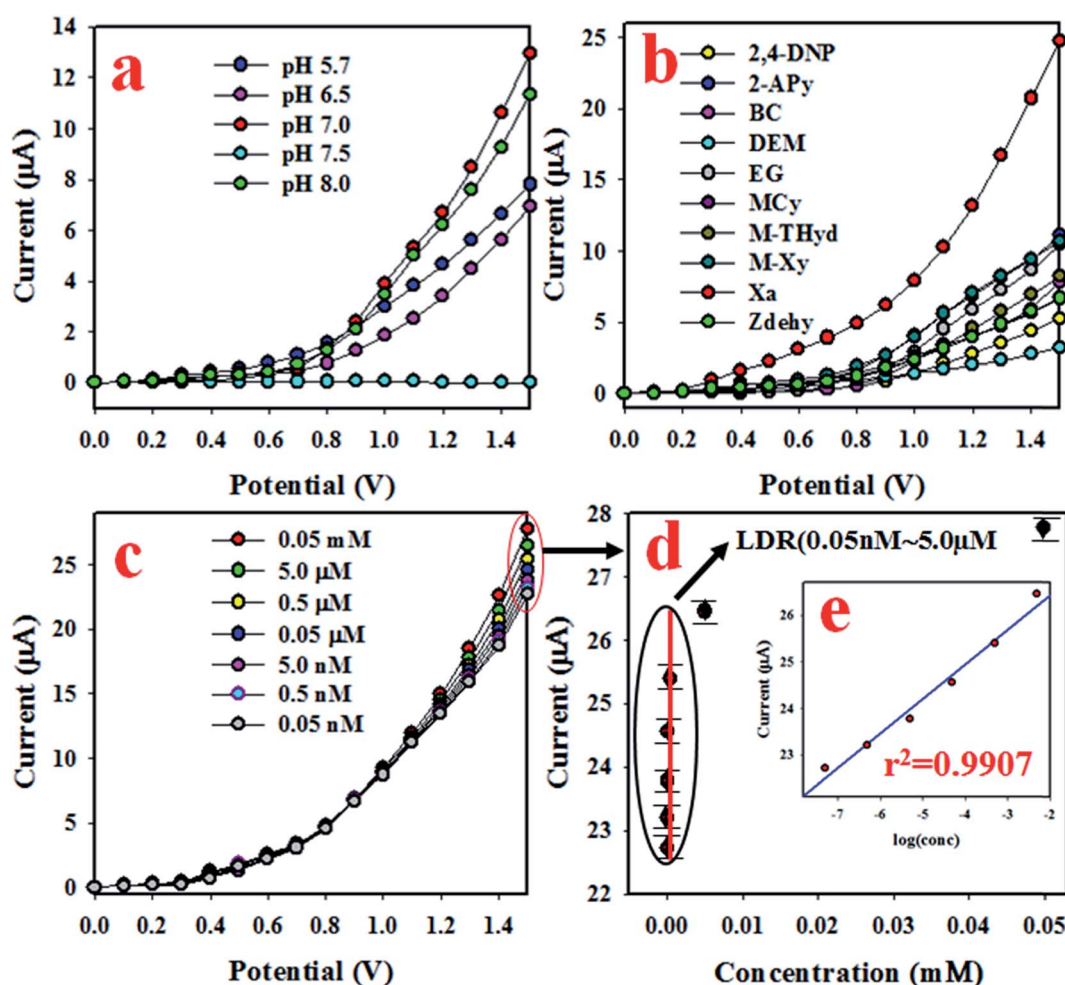 a
14
12
10
8
6
4
2
0
Current (µA)
pH 5.7
pH 6.5
pH 7.0
pH 7.5
pH 8.0
0.0 0.2 0.4 0.6 0.8 1.0 1.2 1.4
Potential (V)
b
25
20
15
10
5
0
Current (µA)
2,4-DNP
2-APy
BC
DEM
EG
MCy
M-THyd
M-Xy
Xa
Zdehy
0.0 0.2 0.4 0.6 0.8 1.0 1.2 1.4
Potential (V)
c
25
20
15
10
5
0
Current (µA)
0.05 mM
5.0 µM
0.5 µM
0.05 µM
5.0 nM
0.5 nM
0.05 nM
0.0 0.2 0.4 0.6 0.8 1.0 1.2 1.4
Potential (V)
d
28
27
26
25
24
23
22
Current (µA)
LDR(0.05nM~5.0µM
0.00 0.02 0.02 0.03 0.04 0.05
Concentration (mM)
e
26
25
24
23
Current (µA)
r²=0.9907
-7 -6 -5 -4 -3 -2
log(conc)